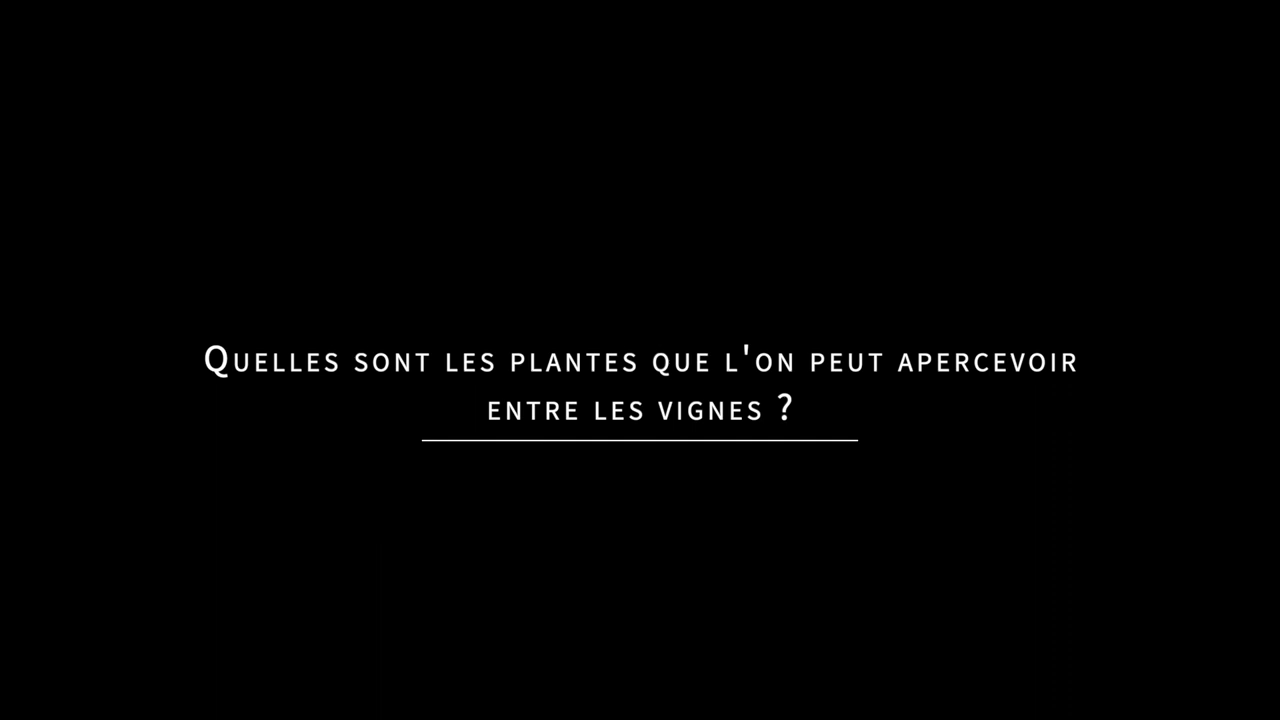 Quelles sont les plantes que l'on peut apercevoir
entre les vignes ?